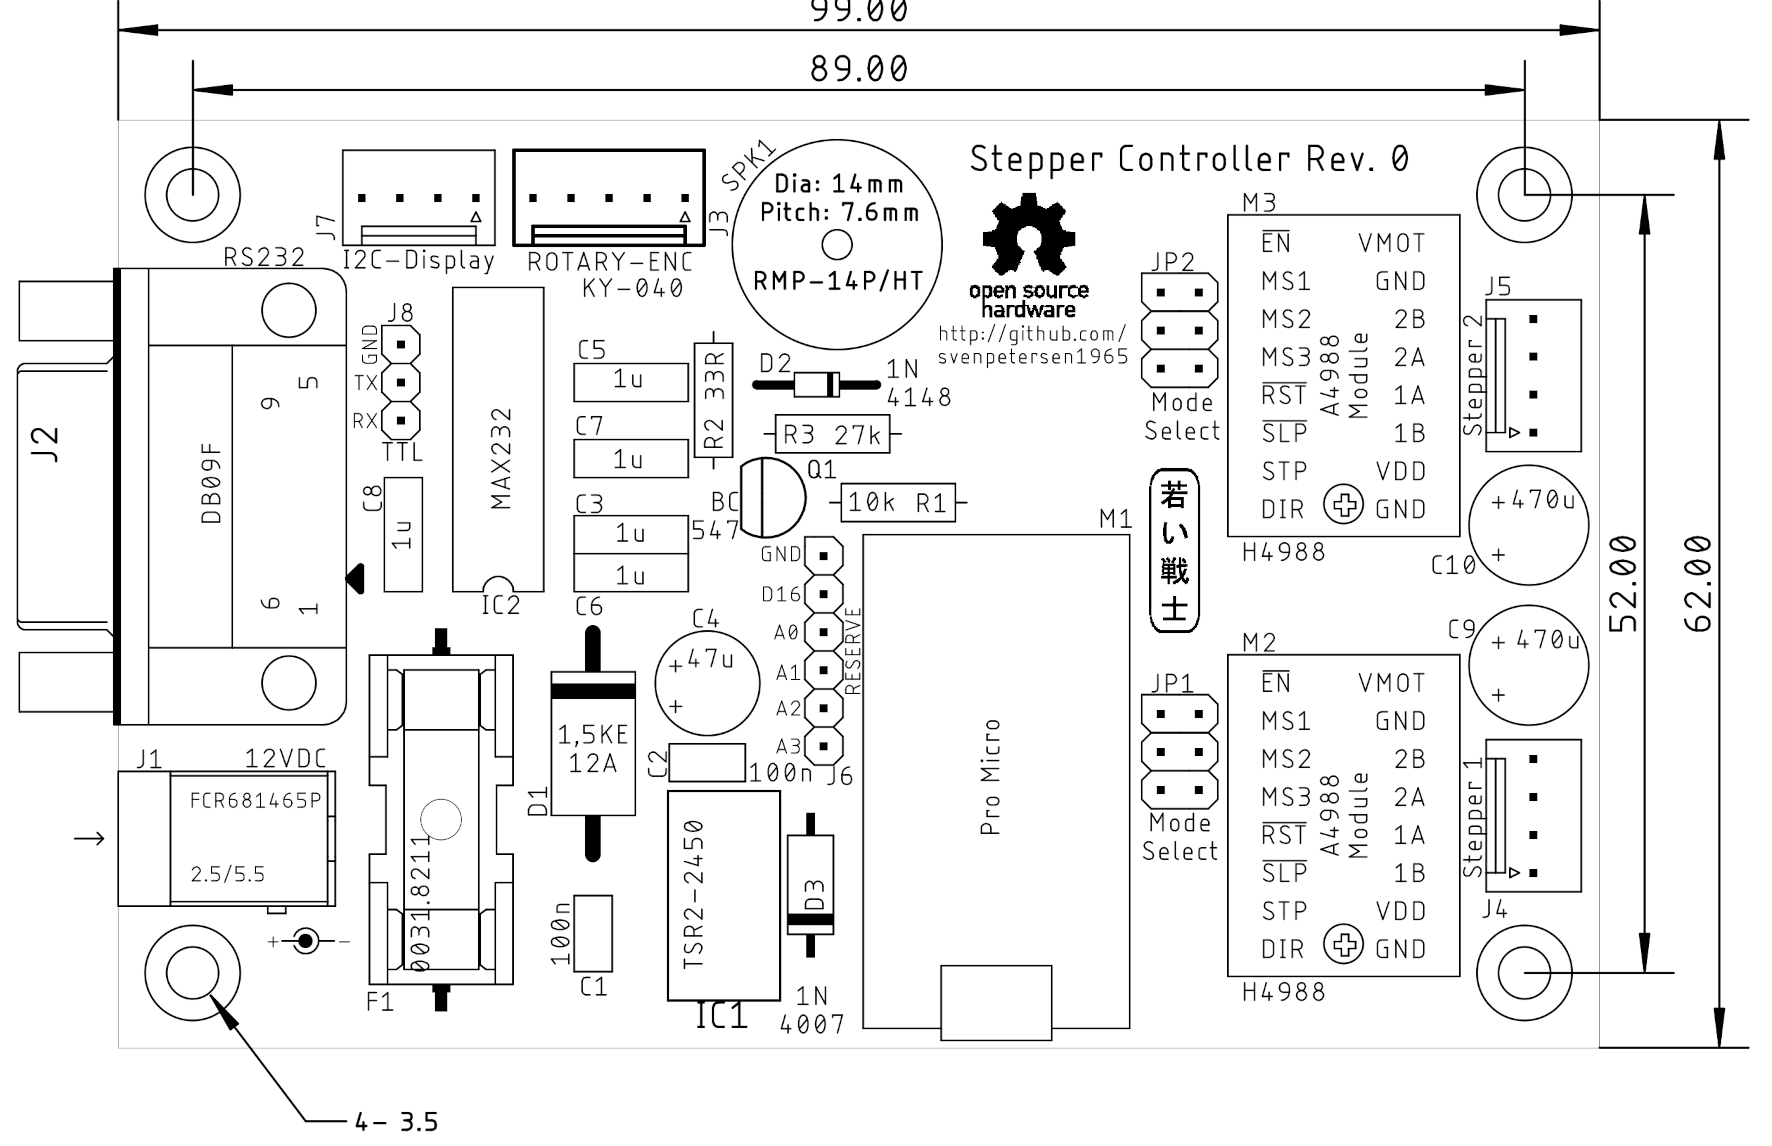 99.00
89.00
Stepper Controller Rev. 0
open source
hardware
http://github.com/
svenpetersen1965
SPK1
Dia: 14mm
Pitch: 7.6mm
RMP-14P/HT
J7
I2C-Display
J3
ROTARY-ENC
KY-040
RS232
J2
DB09F
5
9
6
1
J8
GND
TX
RX
TTL
C8
1u
MAX232
IC2
C5
1u
C7
1u
C3
1u
1u
C6
R2 33R
D2
1N
4148
R3 27k
Q1
BC
547
10k R1
M1
Pro Micro
GND
D16
A0
A1
A2
A3
RESERVE
J6
C4
+47u
+
C2
100n
1,5KE
12A
D1
100n
C1
TSR2-2450
IC1
D3
1N
4007
J1
12VDC
FCR681465P
2.5/5.5
+
-
0031.8211
F1
JP2
Mode
Select
若い戦士
JP1
Mode
Select
M3
EN VMOT
MS1 GND
MS2 2B
MS3 2A
RST 1A
SLP 1B
STP VDD
DIR GND
A4988
Module
H4988
J5
Stepper 2
+470u
+
C10
C9
+470u
+
M2
EN VMOT
MS1 GND
MS2 2B
MS3 2A
RST 1A
SLP 1B
STP VDD
DIR GND
A4988
Module
H4988
Stepper 1
J4
52.00
62.00
4- 3.5